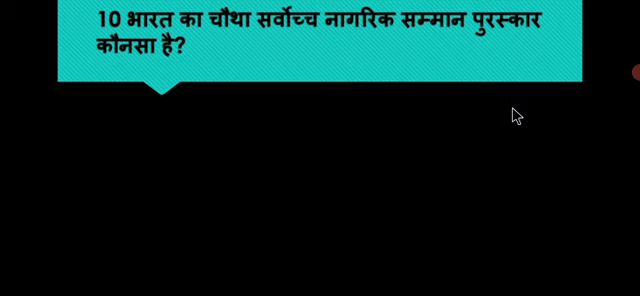 10 भारत का चौथा सर्वोच्च नागरिक सम्मान पुरस्कार
कौनसा है?